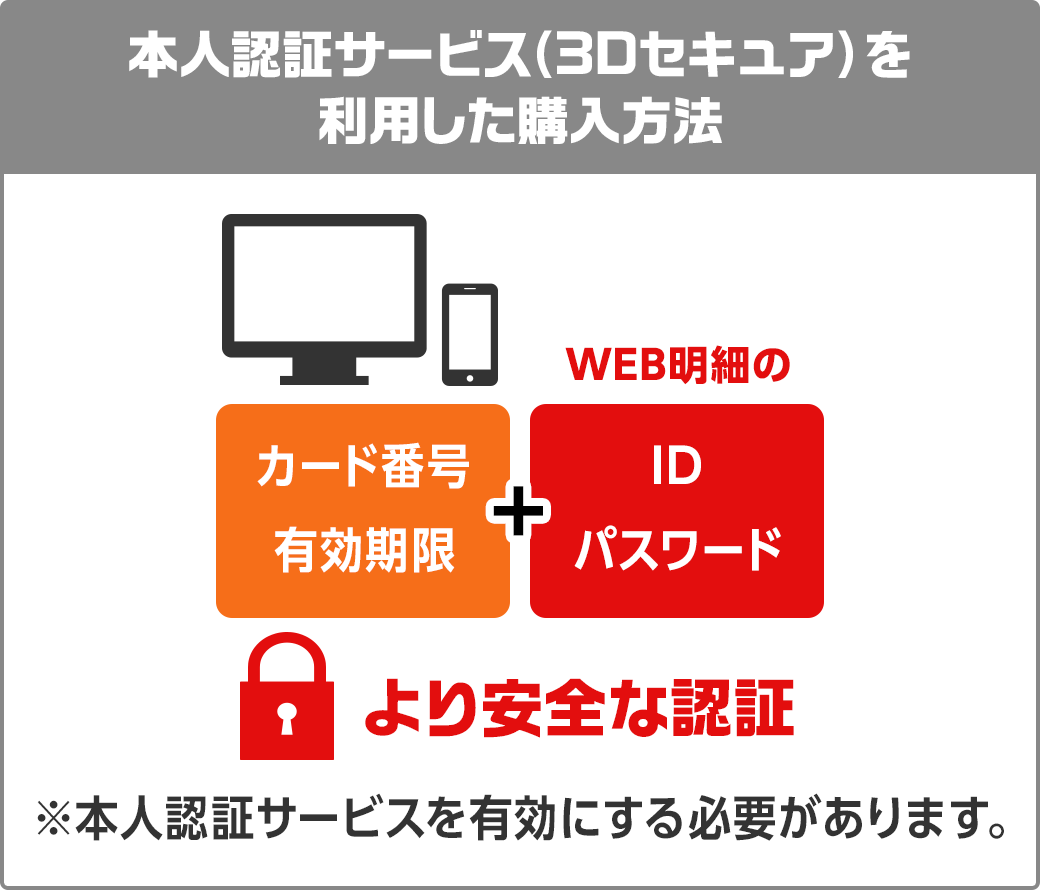 本人認証サービス(3Dセキュア)を
利用した購入方法
WEB明細の
カード番号
有効期限
+
ID
パスワード
より安全な認証
※本人認証サービスを有効にする必要があります。